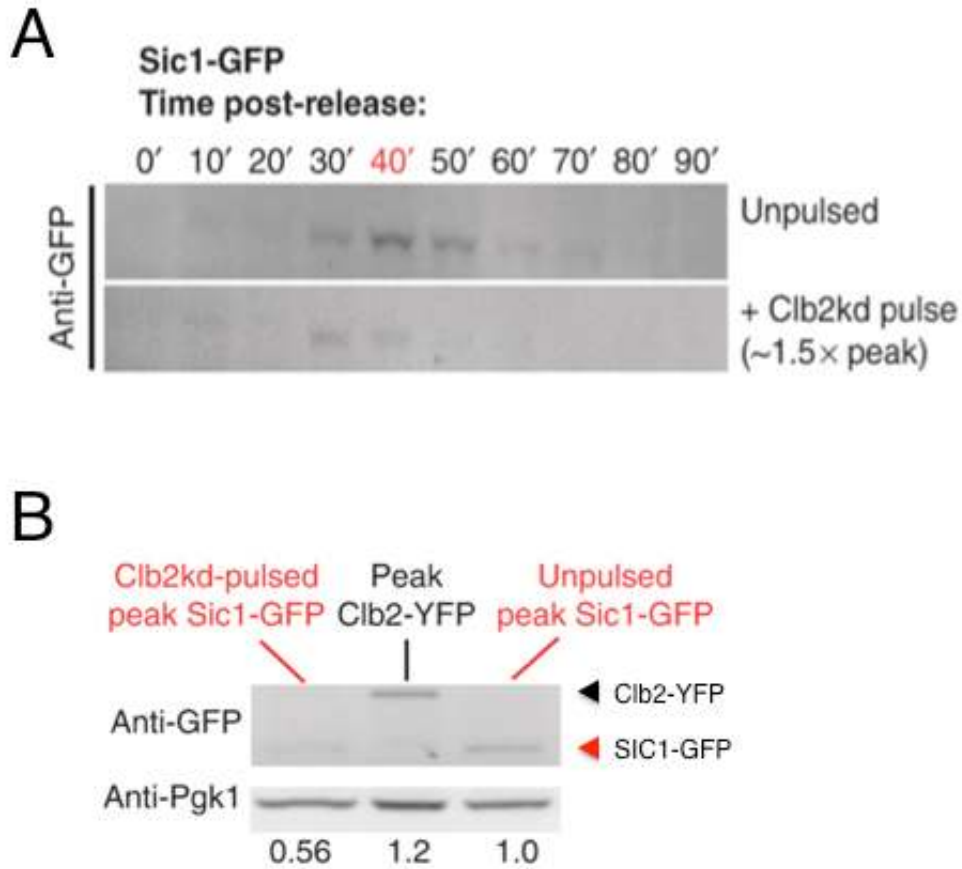 A
Sic1-GFP
Time post-release:
0′ 10′ 20′ 30′ 40′ 50′ 60′ 70′ 80′ 90′
Anti-GFP
Unpulsed
+ Clb2kd pulse
(~1.5× peak)
B
Clb2kd-pulsed
peak Sic1-GFP
Peak
Clb2-YFP
Unpulsed
peak Sic1-GFP
Anti-GFP
Clb2-YFP
SIC1-GFP
Anti-Pgk1
0.56 1.2 1.0